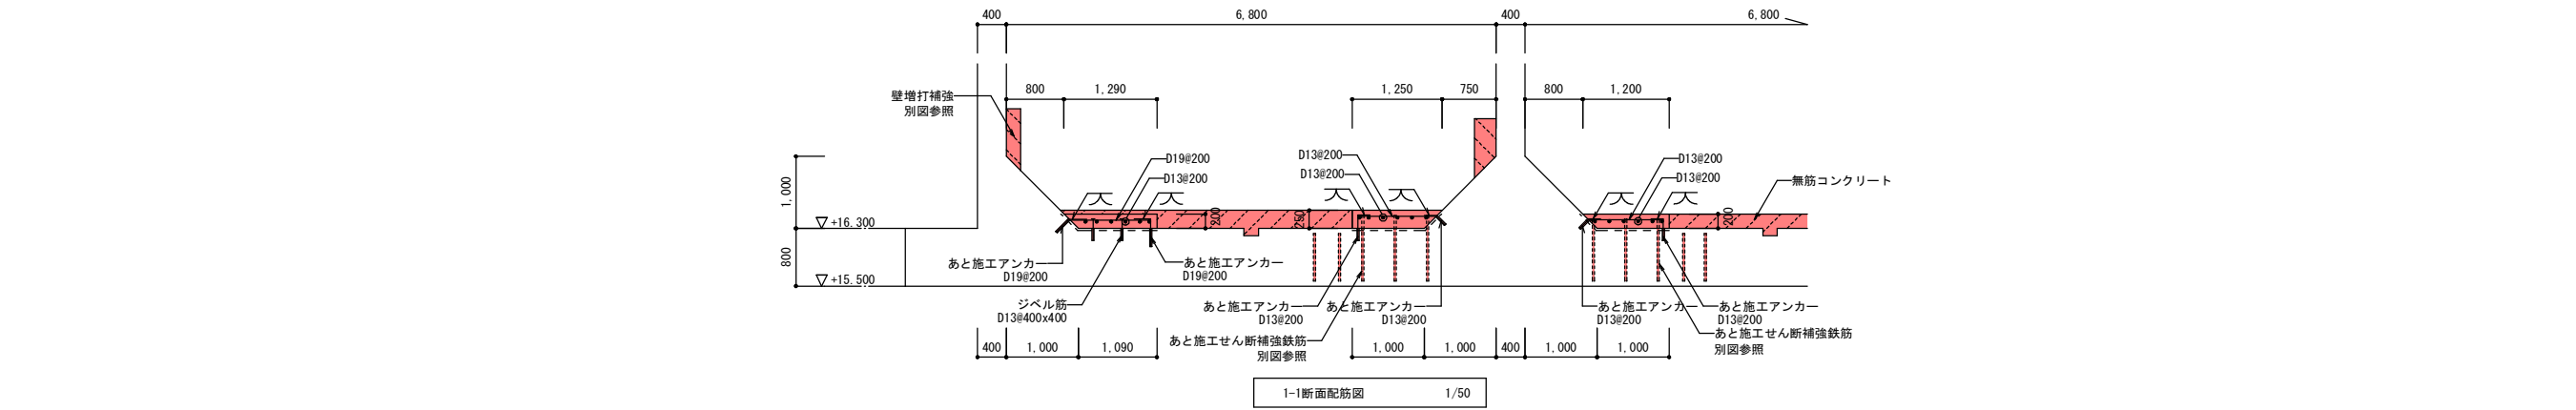 400
6,800
400
6,800
800
1,290
1,250
750
800
1,200
壁増打補強
別図参照
D19@200
D13@200
D13@200
D13@200
D13@200
D13@200
大
大
大
大
大
大
無筋コンクリート
1,000
800
▽ +16.300
▽ +15.500
200
250
200
あと施工アンカー
D19@200
あと施工アンカー
D19@200
ジベル筋
D13@400x400
あと施工アンカー
D13@200
あと施工アンカー
D13@200
あと施工せん断補強鉄筋
別図参照
あと施工アンカー
D13@200
あと施工アンカー
D13@200
あと施工せん断補強鉄筋
別図参照
400
1,000
1,090
1,000
1,000
400
1,000
1,000
1-1断面配筋図 1/50